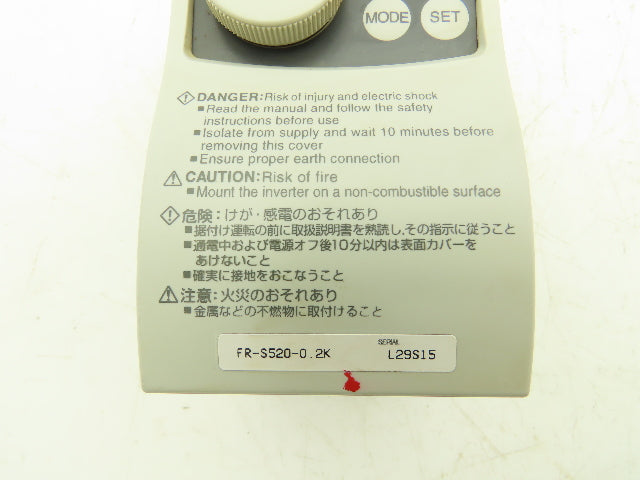 MODE SET
DANGER:Risk of injury and electric shock
■Read the manual and follow the safety
instructions before use
■Isolate from supply and wait 10 minutes before
removing this cover
■Ensure proper earth connection
CAUTION:Risk of fire
■Mount the inverter on a non-combustible surface
危険：けが・感電のおそれあり
■据付け運転の前に取扱説明書を熟読し,その指示に従うこと
■通電中および電源オフ後10分以内は表面カバーを
あけないこと
■確実に接地をおこなうこと
注意：火災のおそれあり
■金属などの不燃物に取付けること
SERIAL
FR-S520-0.2K L29S15